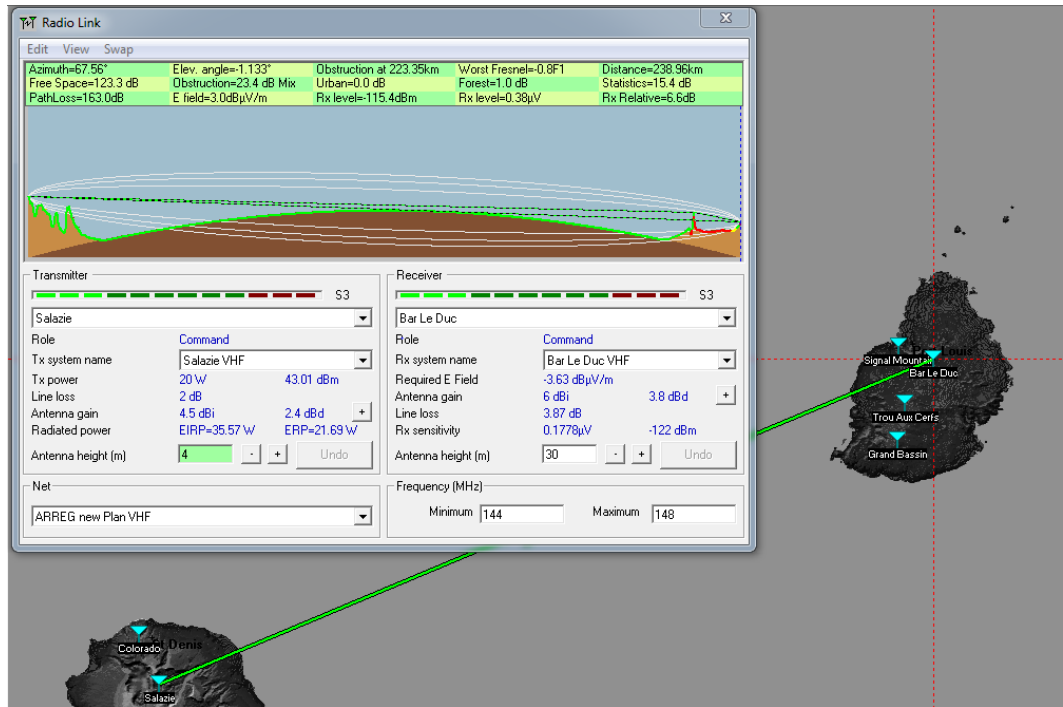 Radio Link
Edit View Swap
Azimuth=67.56° Elev. angle=-1.133° Obstruction at 223.35km Worst Fresnel=-0.8F1 Distance=238.96km
Free Space=123.3 dB Obstruction=23.4 dB Mix Urban=0.0 dB Forest=1.0 dB Statistics=15.4 dB
PathLoss=163.0dB E field=3.0dBµV/m Rx level=-115.4dBm Rx level=0.38µV Rx Relative=6.6dB
Transmitter
S3
Salazie
Role Command
Tx system name Salazie VHF
Tx power 20 W 43.01 dBm
Line loss 2 dB
Antenna gain 4.5 dBi 2.4 dBd +
Radiated power EIRP=35.57 W ERP=21.69 W
Antenna height (m) 4 - + Undo
Receiver
S3
Bar Le Duc
Role Command
Rx system name Bar Le Duc VHF
Required E Field -3.63 dBµV/m
Antenna gain 6 dBi 3.8 dBd +
Line loss 3.87 dB
Rx sensitivity 0.1778µV -122 dBm
Antenna height (m) 30 - + Undo
Net
ARREG new Plan VHF
Frequency (MHz)
Minimum 144 Maximum 148
Signal Mountain
Louis
Bar Le Duc
Trou Aux Cerfs
Grand Bassin
Denis
Colorado
Salazie